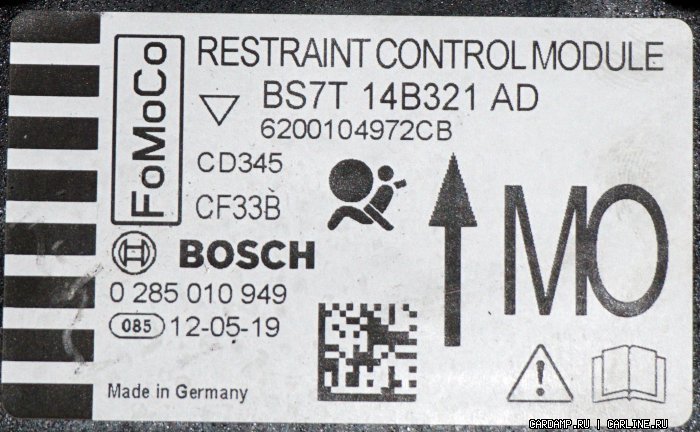 FoMoCo
RESTRAINT CONTROL MODULE
BS7T 14B321 AD
6200104972CB
CD345
CF33B
BOSCH
0 285 010 949
085 12-05-19
Made in Germany
MO
CARDAMP.RU | CARLINE.RU